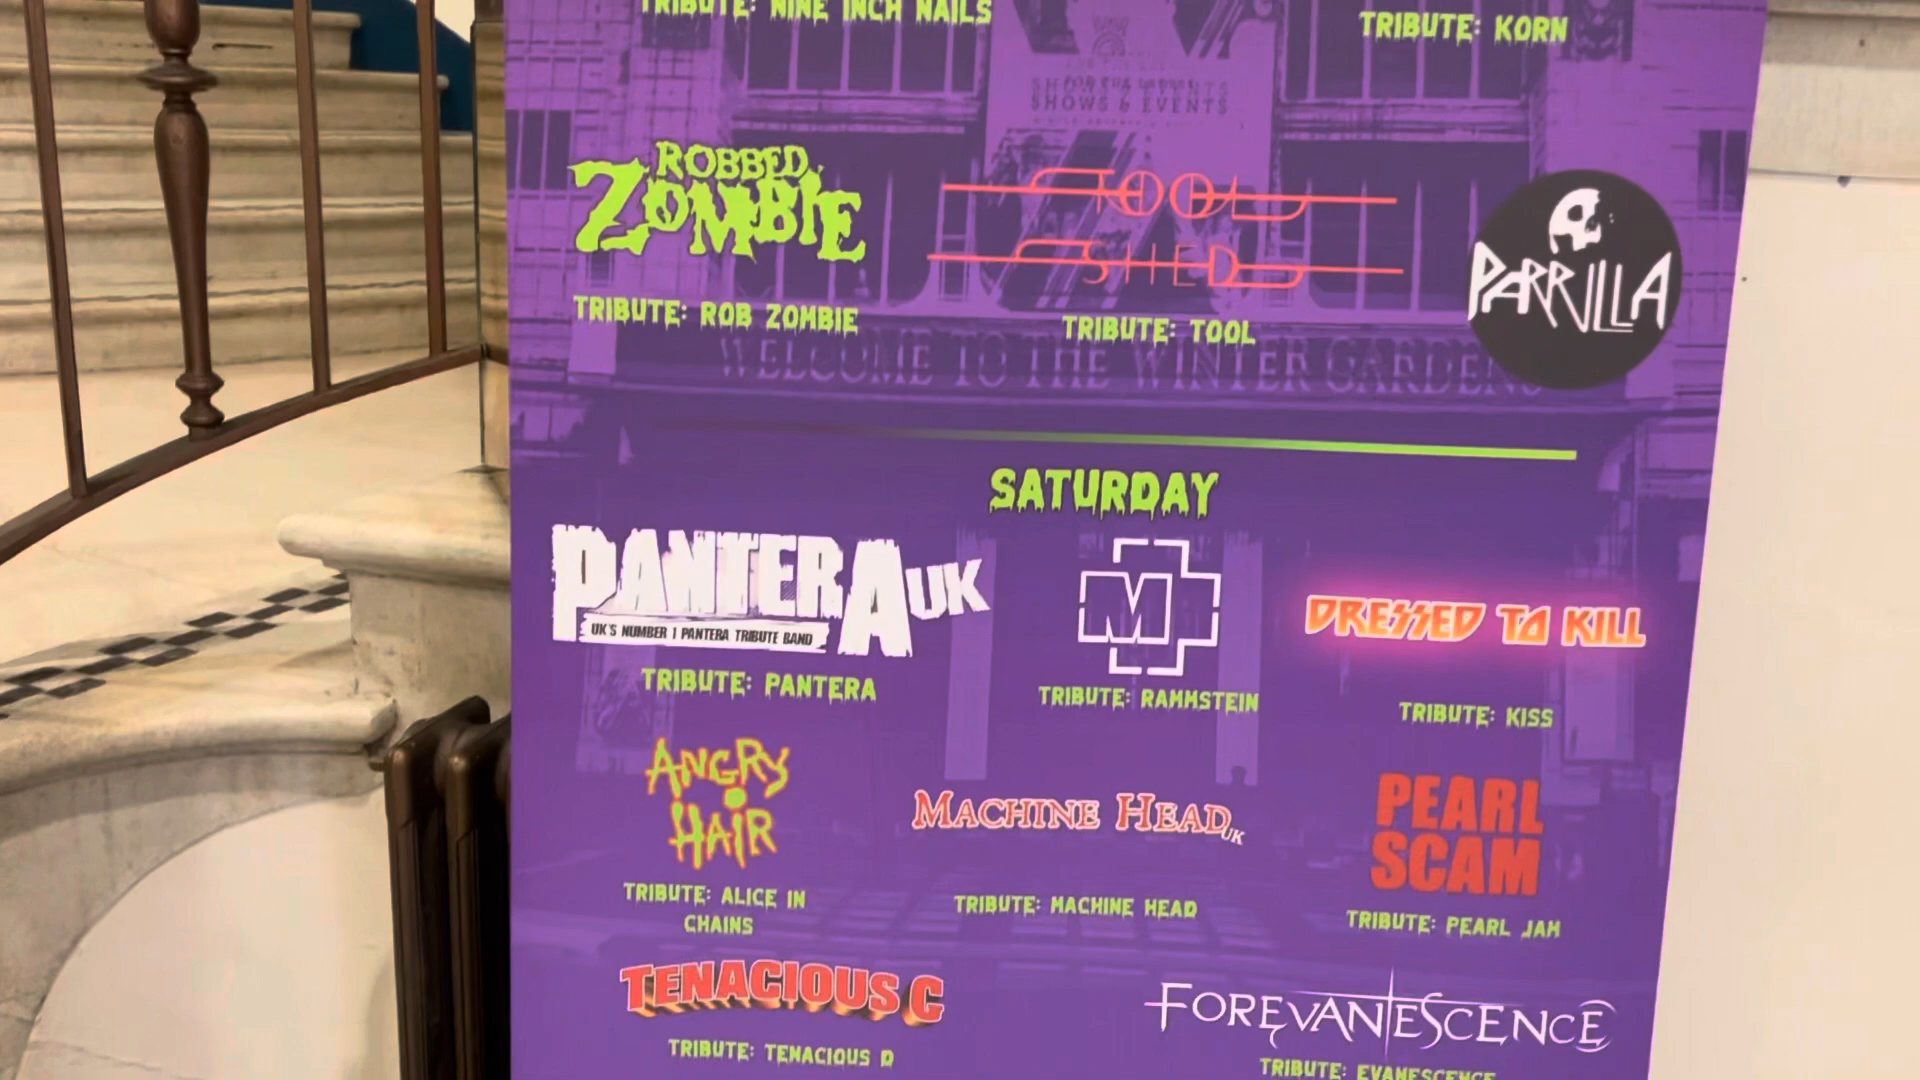 TRIBUTE: NINE INCH NAILS
TRIBUTE: KORN
SHOWS & EVENTS
SHOWS & EVENTS
ROBBED
ZOMBIE
TRIBUTE: ROB ZOMBIE
TOOL
SHED
TRIBUTE: TOOL
PARRILLA
WELCOME TO THE WINTER GARDENS
SATURDAY
PANTERA UK
UK'S NUMBER 1 PANTERA TRIBUTE BAND
TRIBUTE: PANTERA
M
TRIBUTE: RAMMSTEIN
DRESSED TO KILL
TRIBUTE: KISS
ANGRY
HAIR
TRIBUTE: ALICE IN
CHAINS
MACHINE HEAD UK
TRIBUTE: MACHINE HEAD
PEARL
SCAM
TRIBUTE: PEARL JAM
TENACIOUS G
TRIBUTE: TENACIOUS D
FOREVANESCENCE
TRIBUTE: EVANESCENCE